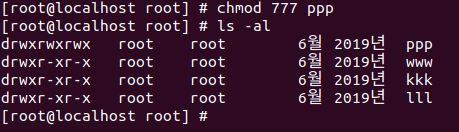 [root@localhost root] # chmod 777 ppp
[root@localhost root] # ls -al
drwxrwxrwx root root 6월 2019년 ppp
drwxr-xr-x root root 6월 2019년 www
drwxr-xr-x root root 6월 2019년 kkk
drwxr-xr-x root root 6월 2019년 lll
[root@localhost root] #